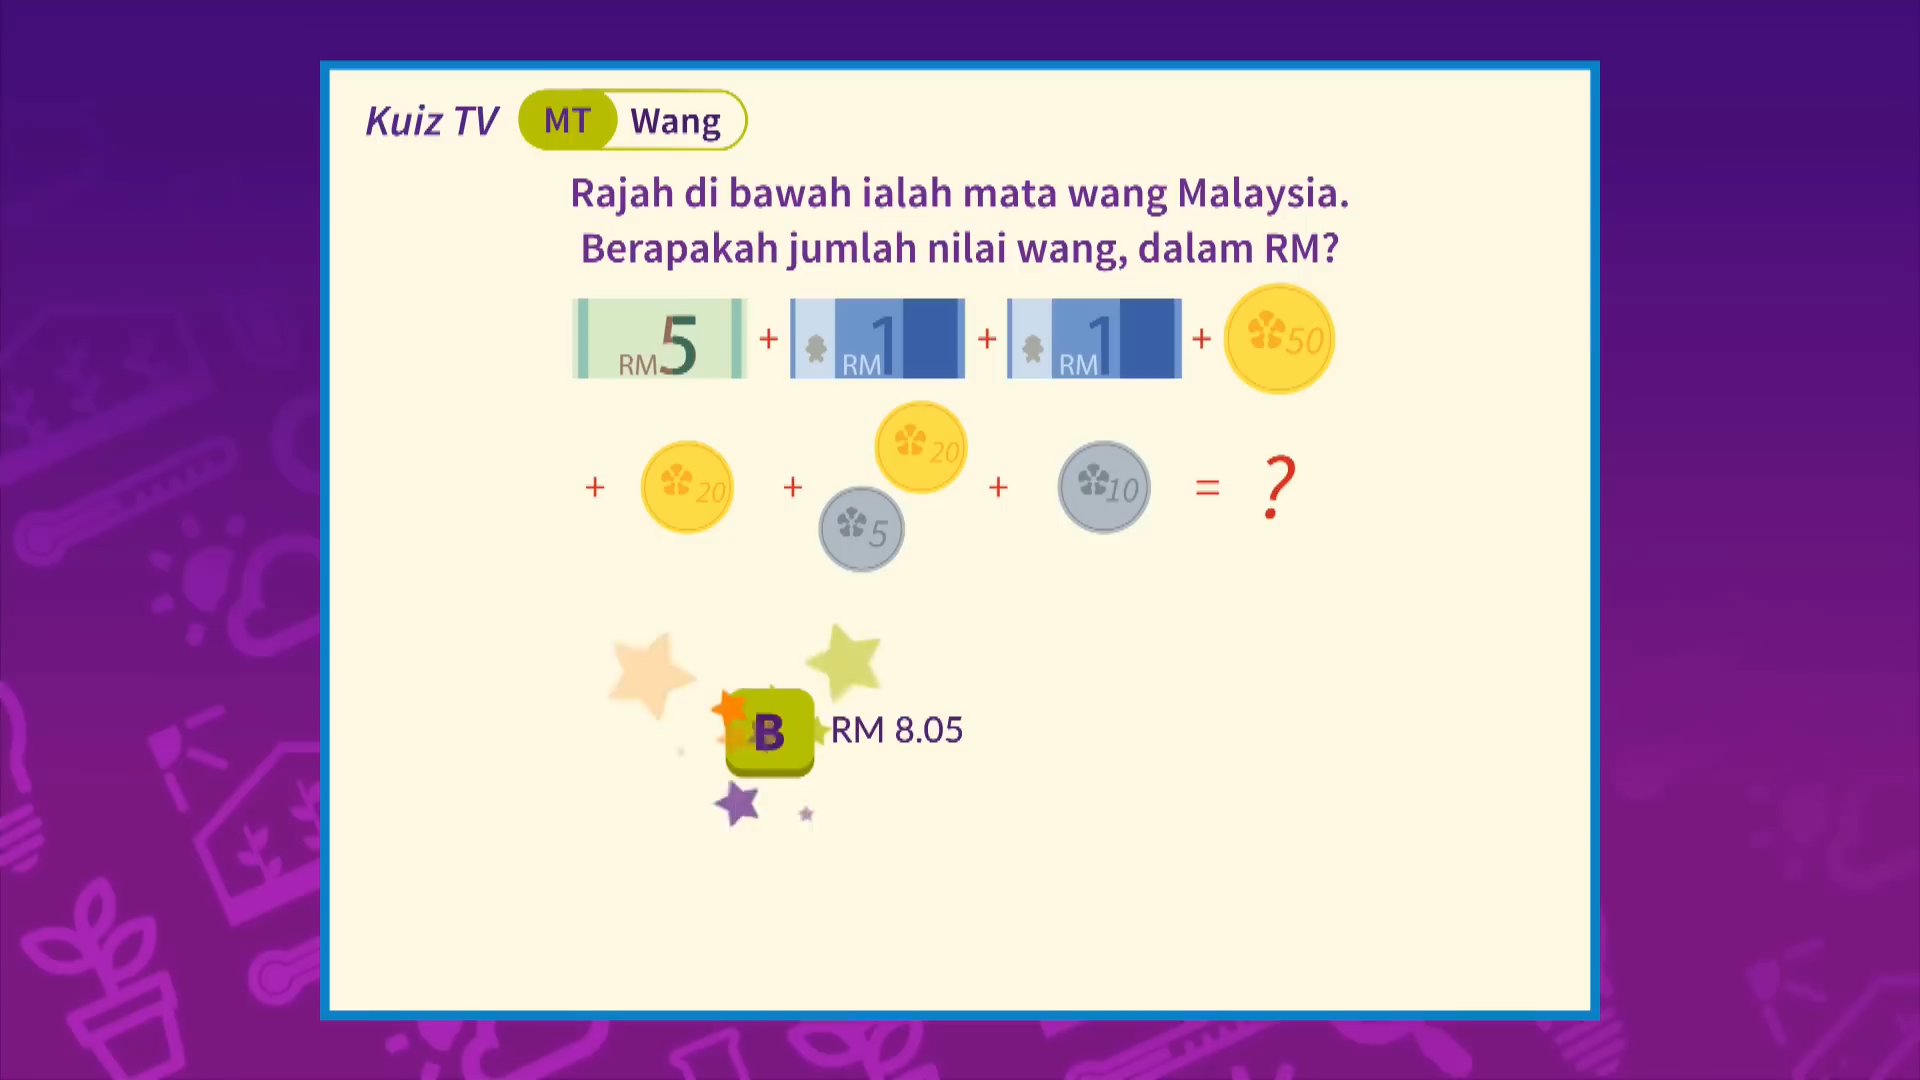 Kuiz TV MT Wang
Rajah di bawah ialah mata wang Malaysia.
Berapakah jumlah nilai wang, dalam RM?
RM5 + RM1 + RM1 + 50
+ 20 + 20 5 + 10 = ?
B RM 8.05